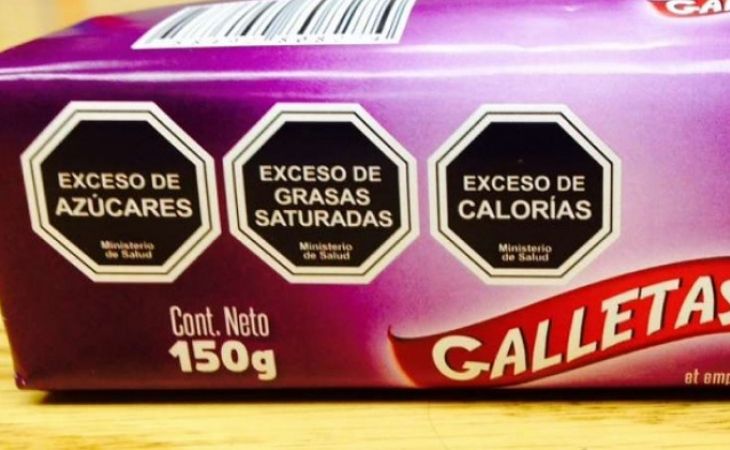 EXCESO DE
AZÚCARES
Ministerio
de Salud
EXCESO DE
GRASAS
SATURADAS
Ministerio
de Salud
EXCESO DE
CALORÍAS
Ministerio
de Salud
Cont. Neto
150g
GALLETAS
et